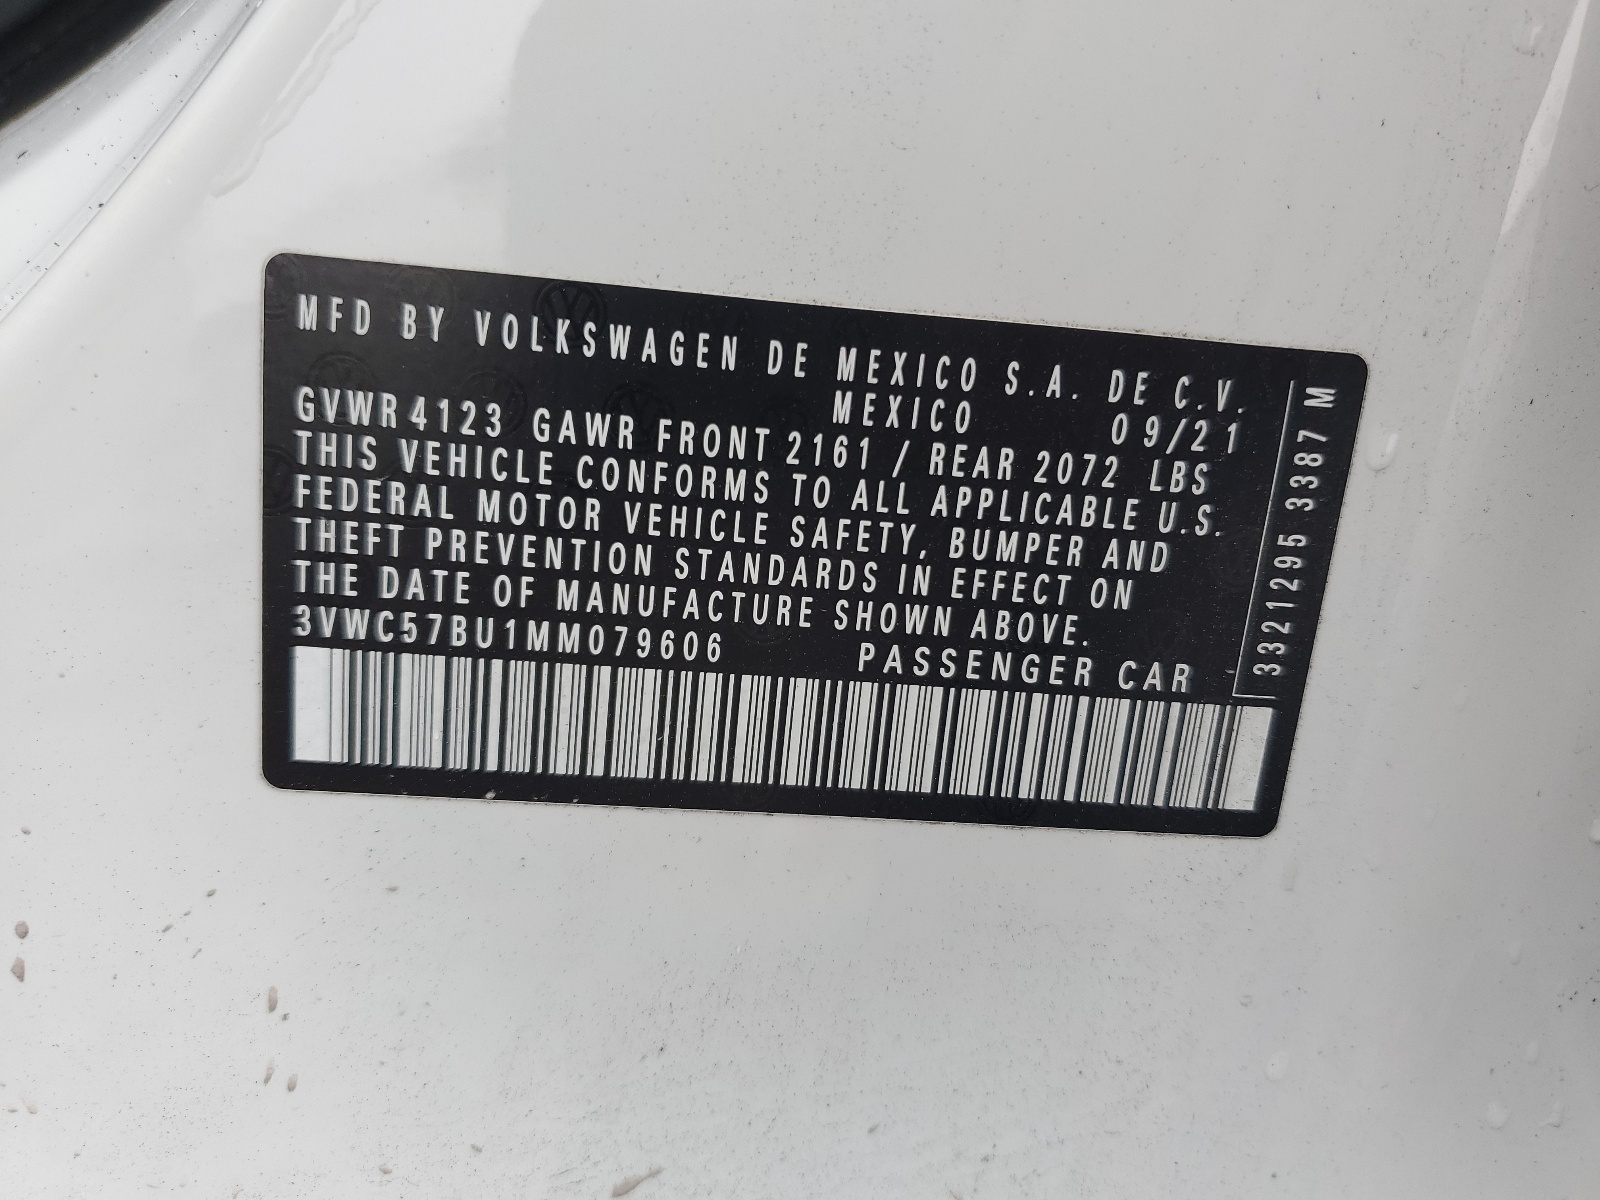 MFD BY VOLKSWAGEN DE MEXICO S.A. DE C.V.
MEXICO 09/21
GVWR 4123 GAWR FRONT 2161 / REAR 2072 LBS
THIS VEHICLE CONFORMS TO ALL APPLICABLE U.S.
FEDERAL MOTOR VEHICLE SAFETY, BUMPER AND
THEFT PREVENTION STANDARDS IN EFFECT ON
THE DATE OF MANUFACTURE SHOWN ABOVE.
3VWC57BU1MM079606 PASSENGER CAR
3321295 3387 M